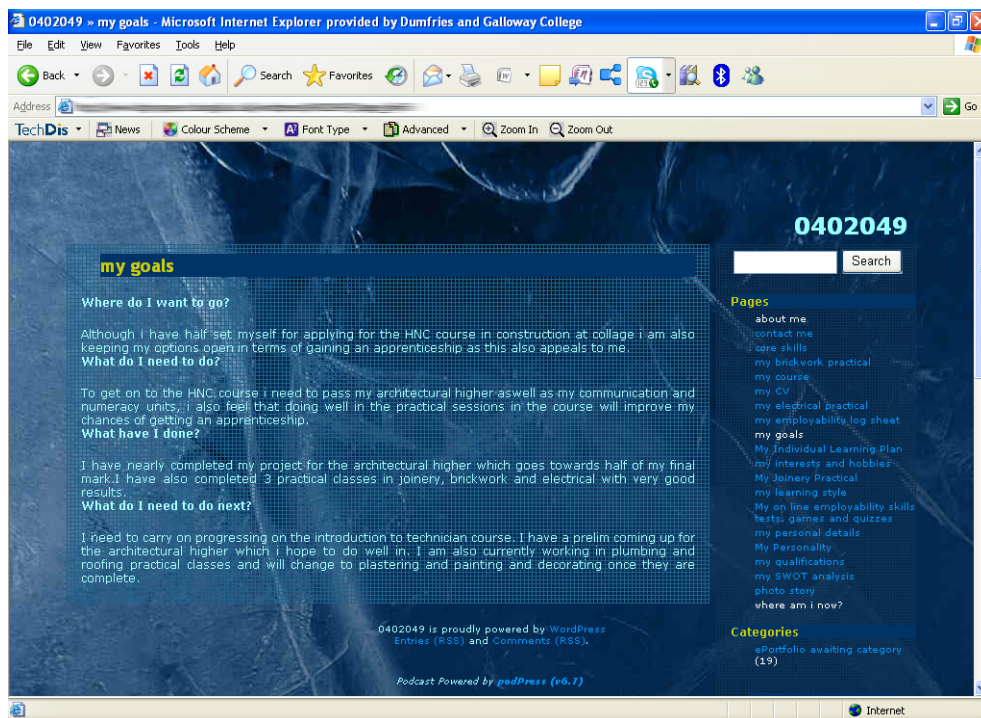 0402049 » my goals - Microsoft Internet Explorer provided by Dumfries and Galloway College
File Edit View Favorites Tools Help
Back Search Favorites
Address Go
TechDis News Colour Scheme Font Type Advanced Zoom In Zoom Out
0402049
my goals
Where do I want to go?
Although i have half set myself for applying for the HNC course in construction at collage i am also
keeping my options open in terms of gaining an apprenticeship as this also appeals to me.
What do I need to do?
To get on to the HNC course i need to pass my architectural higher aswell as my communication and
numeracy units, i also feel that doing well in the practical sessions in the course will improve my
chances of getting an apprenticeship.
What have I done?
I have nearly completed my project for the architectural higher which goes towards half of my final
mark.I have also completed 3 practical classes in joinery, brickwork and electrical with very good
results.
What do I need to do next?
I need to carry on progressing on the introduction to technician course. I have a prelim coming up for
the architectural higher which i hope to do well in. I am also currently working in plumbing and
roofing practical classes and will change to plastering and painting and decorating once they are
complete.
Search
Pages
about me
contact me
core skills
my brickwork practical
my course
my CV
my electrical practical
my employability log sheet
my goals
My Individual Learning Plan
my interests and hobbies
My Joinery Practical
my learning style
My on line employability skills
tests, games and quizzes
my personal details
My Personality
my qualifications
my SWOT analysis
photo story
where am i now?
Categories
ePortfolio awaiting category
(19)
0402049 is proudly powered by WordPress
Entries (RSS) and Comments (RSS).
Podcast Powered by podPress (v6.7)
Internet